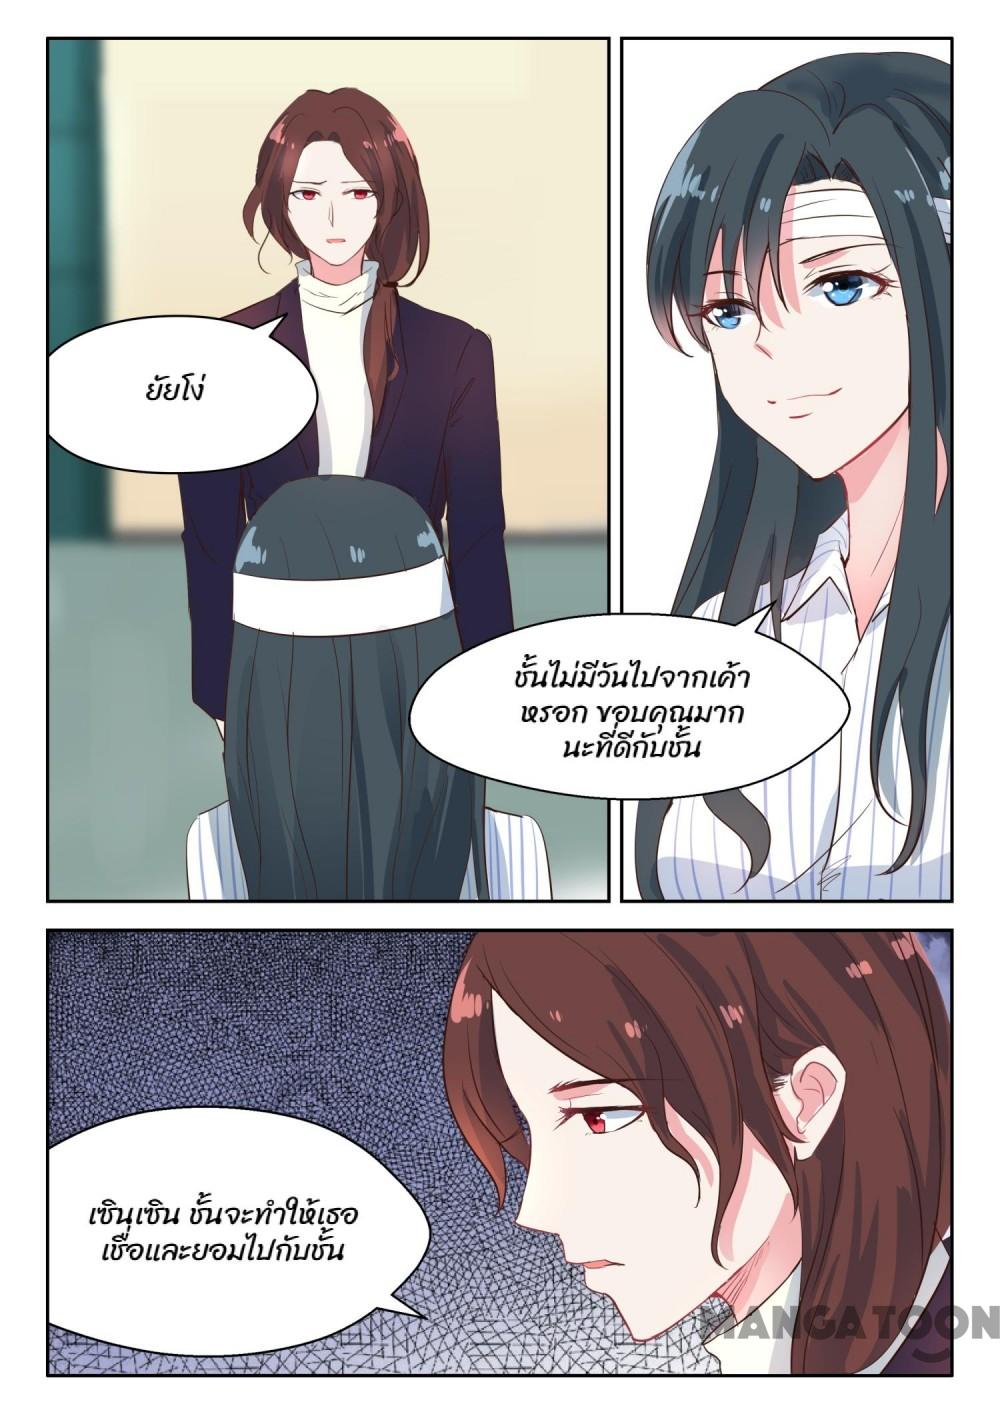 ยัยโง่
ชั้นไม่มีวันไปจากเค้า
หรอก ขอบคุณมาก
นะที่ดีกับชั้น
เซินเซิน ชั้นจะทำให้เธอ
เชื่อและยอมไปกับชั้น
MANGATOON